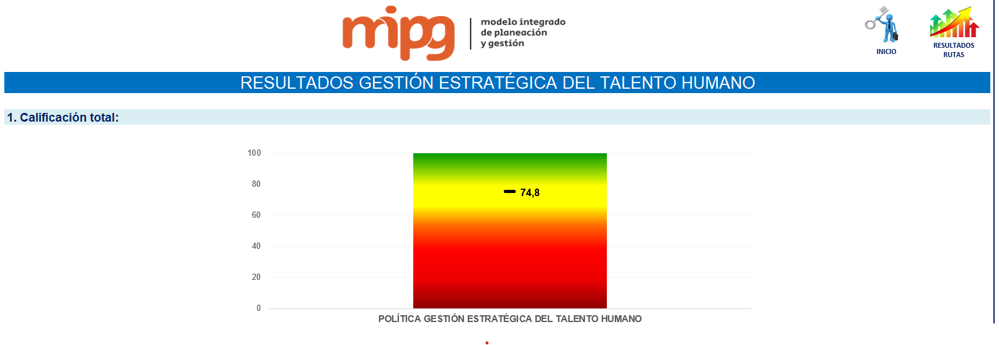 mipg
modelo integrado
de planeación
y gestión
INICIO
RESULTADOS
RUTAS
RESULTADOS GESTIÓN ESTRATÉGICA DEL TALENTO HUMANO
1. Calificación total:
100
80
74,8
60
40
20
0
POLÍTICA GESTIÓN ESTRATÉGICA DEL TALENTO HUMANO